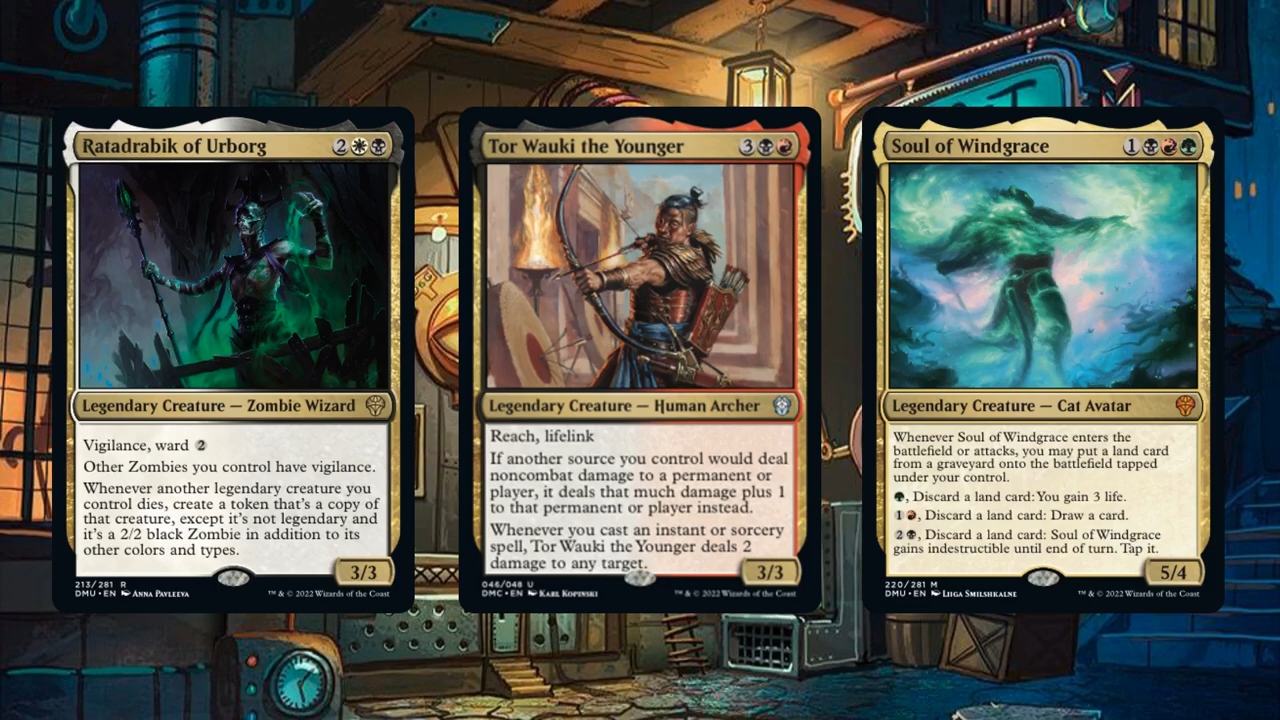 Ratadrabik of Urborg 2
Legendary Creature — Zombie Wizard
Vigilance, ward 2
Other Zombies you control have vigilance.
Whenever another legendary creature you
control dies, create a token that's a copy of
that creature, except it's not legendary and
it's a 2/2 black Zombie in addition to its
other colors and types.
3/3
213/281 R
DMU • EN Anna Pavleeva
™ & © 2022 Wizards of the Coast
Tor Wauki the Younger 3
Legendary Creature — Human Archer
Reach, lifelink
If another source you control would deal
noncombat damage to a permanent or
player, it deals that much damage plus 1
to that permanent or player instead.
Whenever you cast an instant or sorcery
spell, Tor Wauki the Younger deals 2
damage to any target.
3/3
046/048 U
DMC • EN Karl Kopinski
™ & © 2022 Wizards of the Coast
Soul of Windgrace 1
Legendary Creature — Cat Avatar
Whenever Soul of Windgrace enters the
battlefield or attacks, you may put a land card
from a graveyard onto the battlefield tapped
under your control.
, Discard a land card: You gain 3 life.
1, Discard a land card: Draw a card.
2, Discard a land card: Soul of Windgrace
gains indestructible until end of turn. Tap it.
5/4
220/281 M
DMU • EN Liiga Smilshkalne
™ & © 2022 Wizards of the Coast